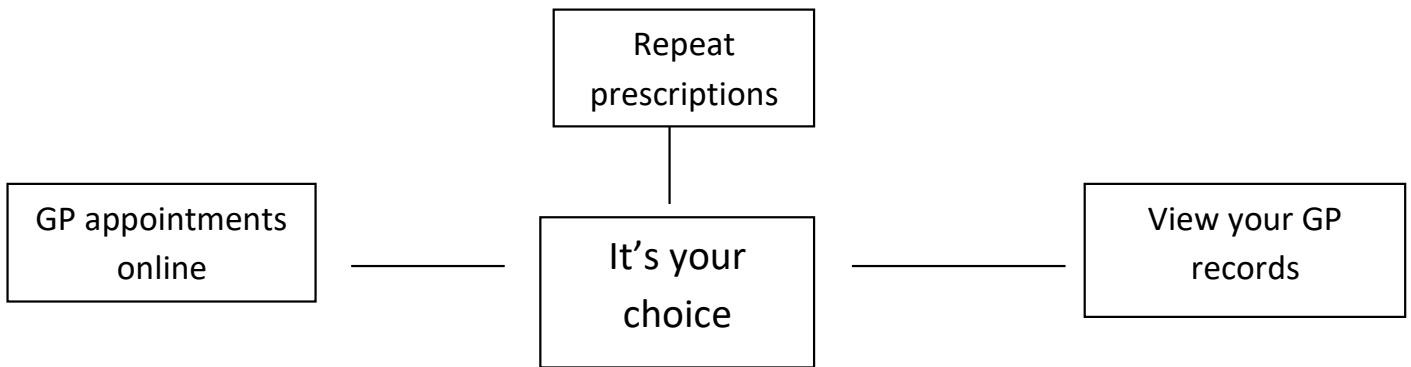 Repeat
prescriptions
GP appointments
online
It’s your
choice
View your GP
records